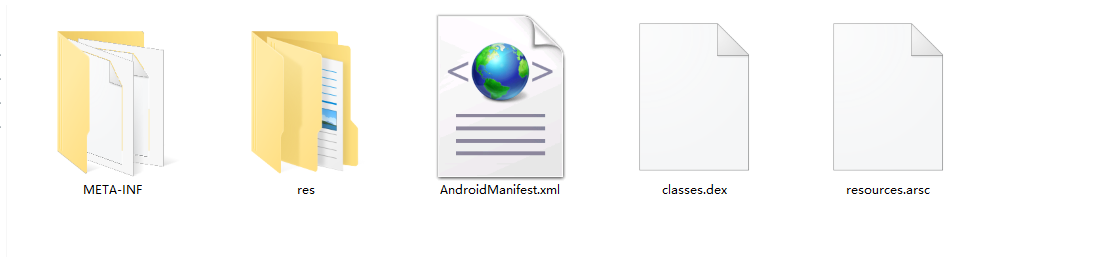 META-INF
res
AndroidManifest.xml
classes.dex
resources.arsc